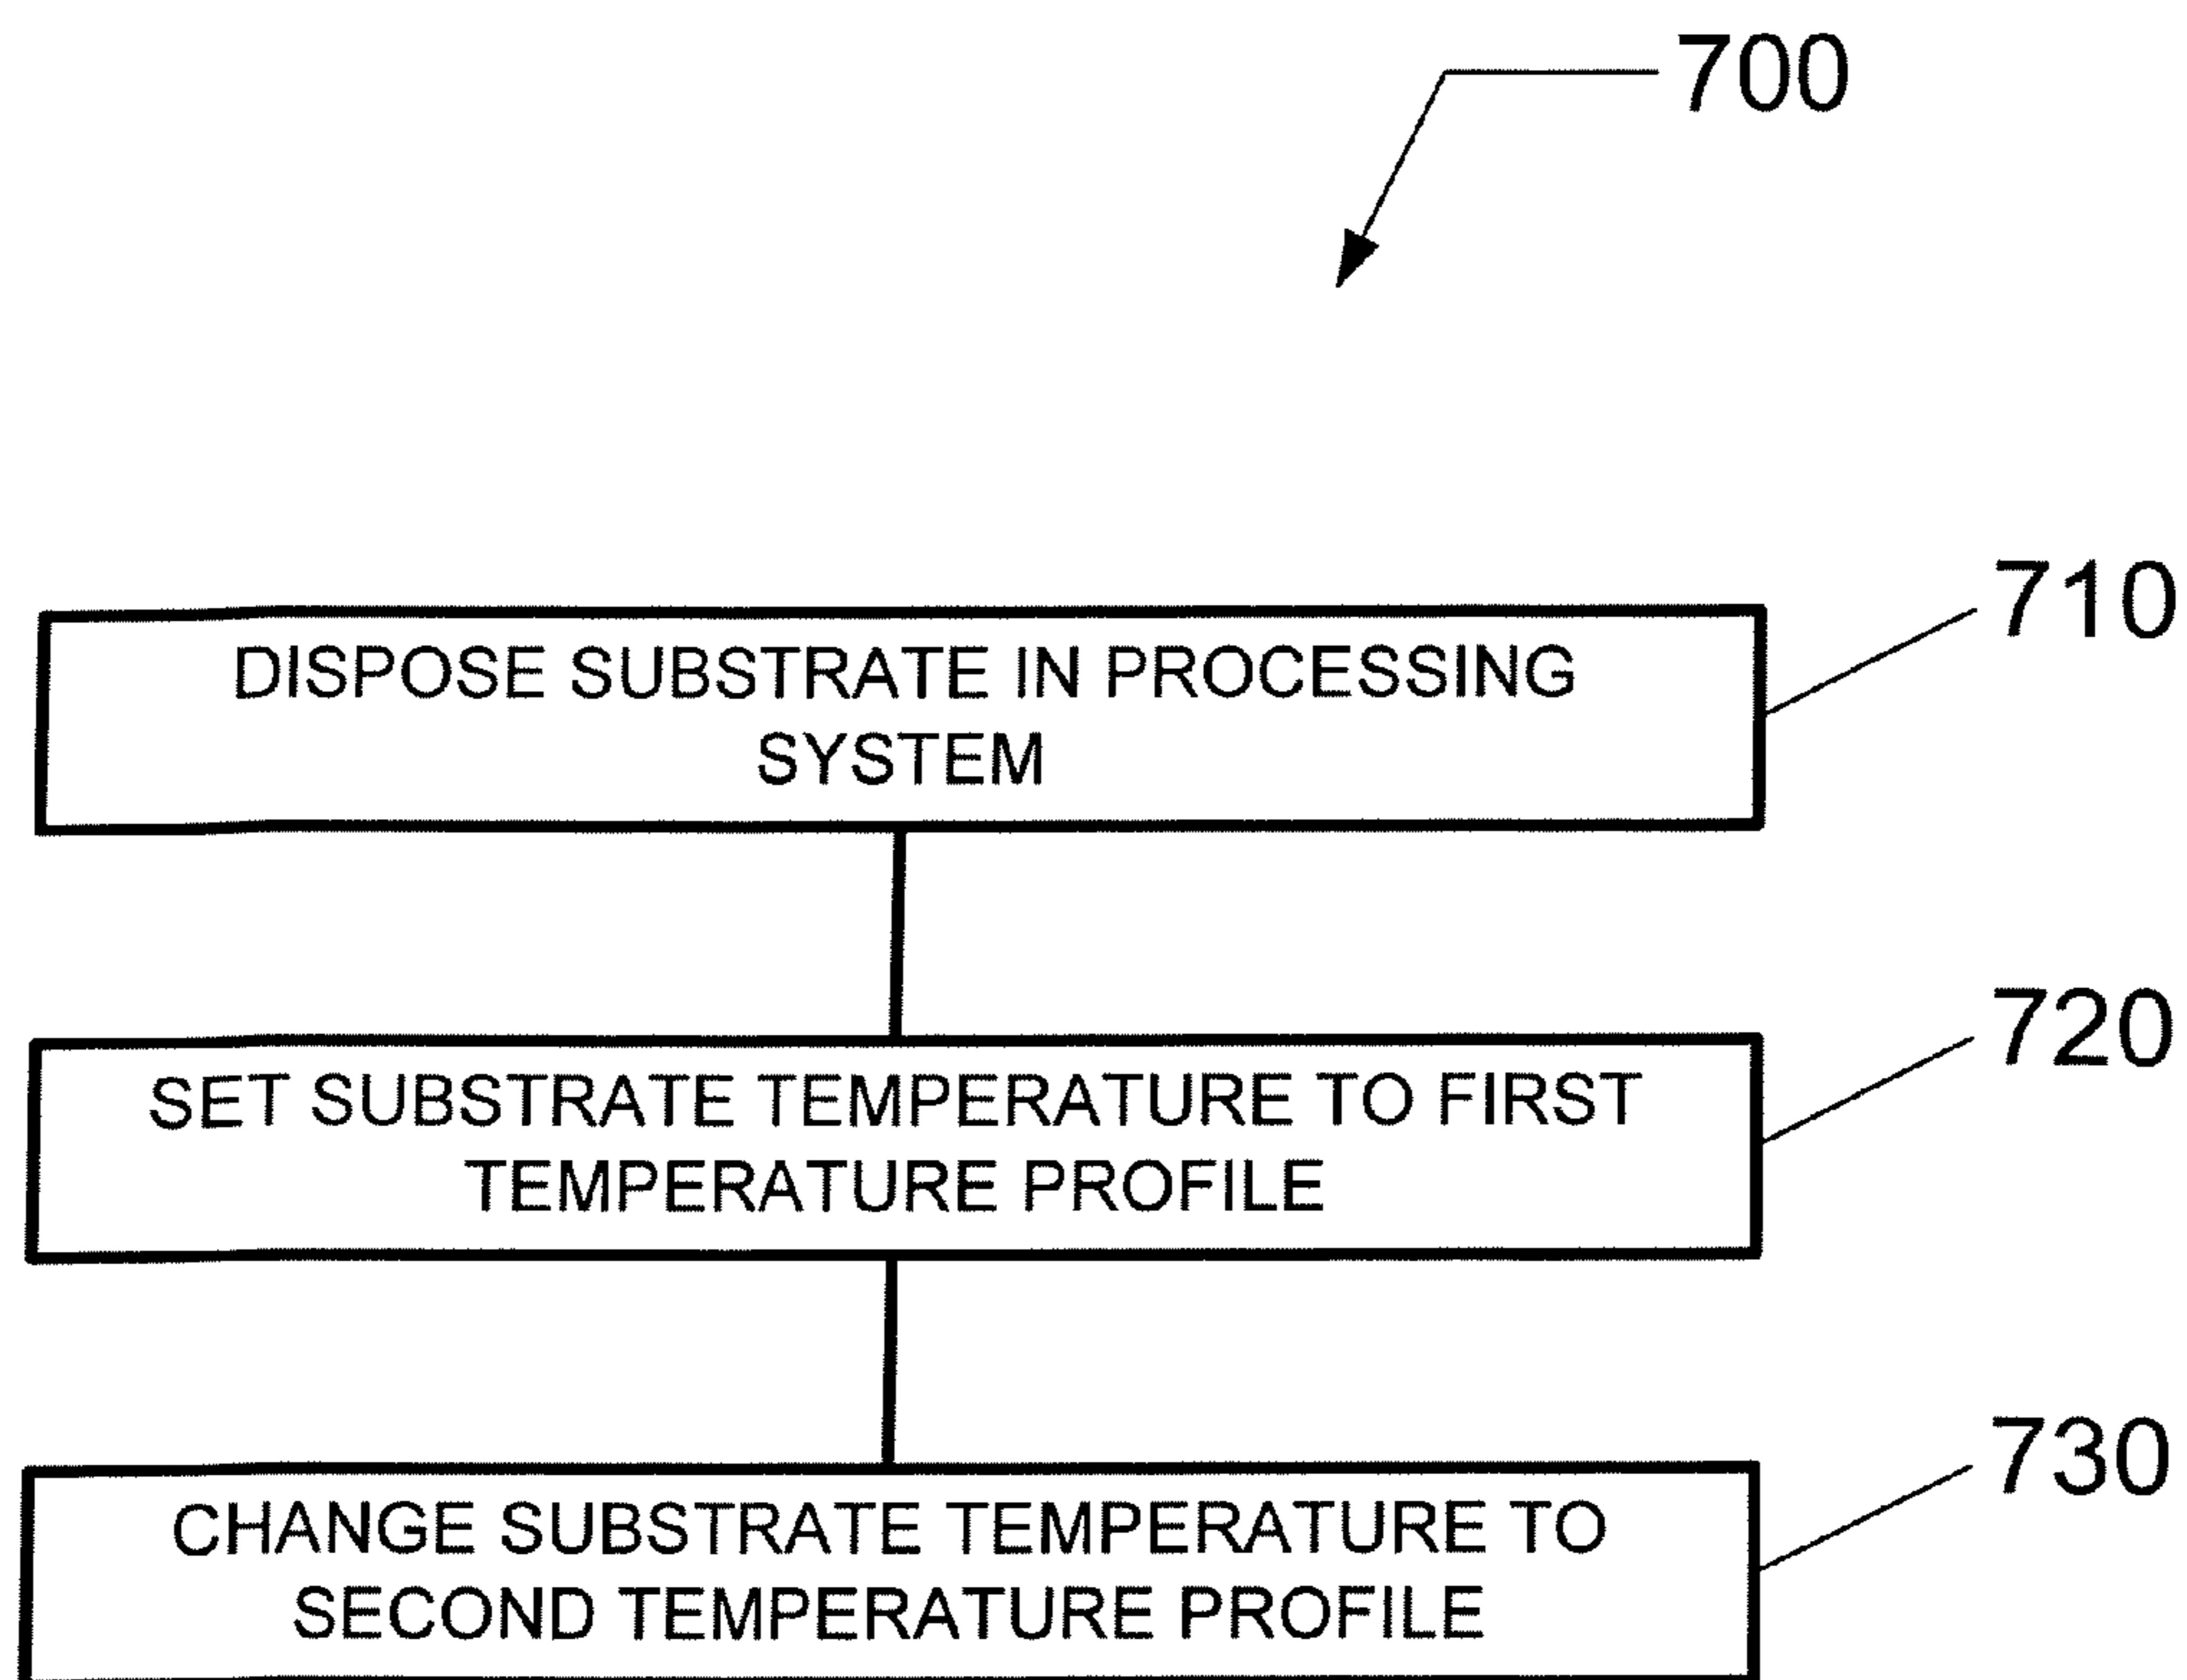 700
710
DISPOSE SUBSTRATE IN PROCESSING
SYSTEM
720
SET SUBSTRATE TEMPERATURE TO FIRST
TEMPERATURE PROFILE
730
CHANGE SUBSTRATE TEMPERATURE TO
SECOND TEMPERATURE PROFILE